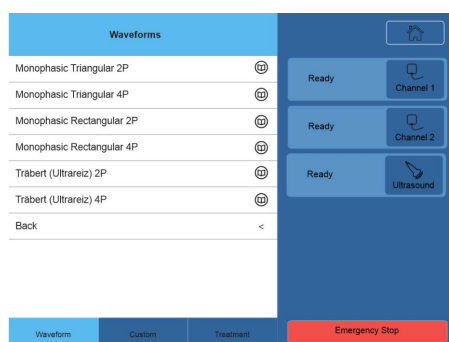 Waveforms
Monophasic Triangular 2P
Monophasic Triangular 4P
Monophasic Rectangular 2P
Monophasic Rectangular 4P
Träbert (Ultrareiz) 2P
Träbert (Ultrareiz) 4P
Back <
Waveform Custom Treatment
Ready Channel 1
Ready Channel 2
Ready Ultrasound
Emergency Stop